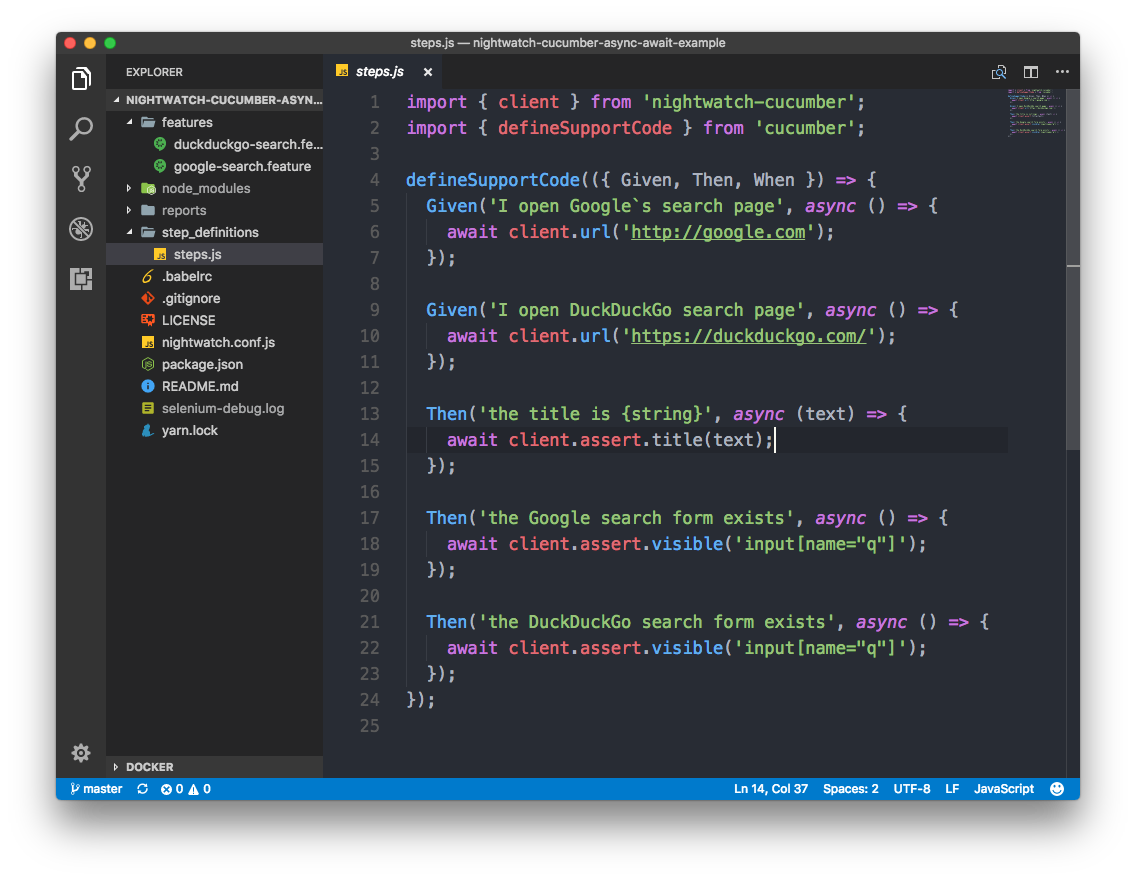 steps.js — nightwatch-cucumber-async-await-example
EXPLORER
NIGHTWATCH-CUCUMBER-ASYN...
features
duckduckgo-search.fe...
google-search.feature
node_modules
reports
step_definitions
steps.js
.babelrc
.gitignore
LICENSE
nightwatch.conf.js
package.json
README.md
selenium-debug.log
yarn.lock
DOCKER
steps.js ×
1 import { client } from 'nightwatch-cucumber';
2 import { defineSupportCode } from 'cucumber';
3
4 defineSupportCode(({ Given, Then, When }) => {
5 Given('I open Google`s search page', async () => {
6 await client.url('http://google.com');
7 });
8
9 Given('I open DuckDuckGo search page', async () => {
10 await client.url('https://duckduckgo.com/');
11 });
12
13 Then('the title is {string}', async (text) => {
14 await client.assert.title(text);
15 });
16
17 Then('the Google search form exists', async () => {
18 await client.assert.visible('input[name="q"]');
19 });
20
21 Then('the DuckDuckGo search form exists', async () => {
22 await client.assert.visible('input[name="q"]');
23 });
24 });
25
master 0 0 Ln 14, Col 37 Spaces: 2 UTF-8 LF JavaScript